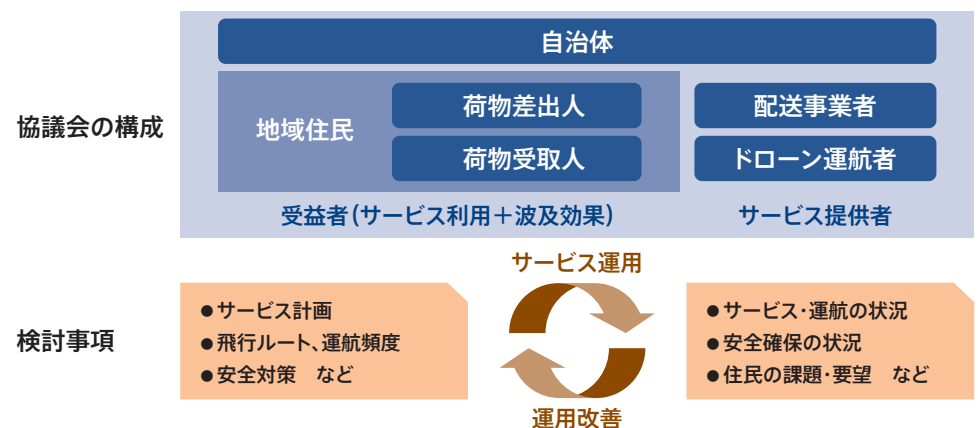 自治体
協議会の構成
地域住民
荷物差出人
荷物受取人
配送事業者
ドローン運航者
受益者(サービス利用+波及効果)
サービス提供者
検討事項
●サービス計画
●飛行ルート、運航頻度
●安全対策　など
サービス運用
運用改善
●サービス・運航の状況
●安全確保の状況
●住民の課題・要望　など